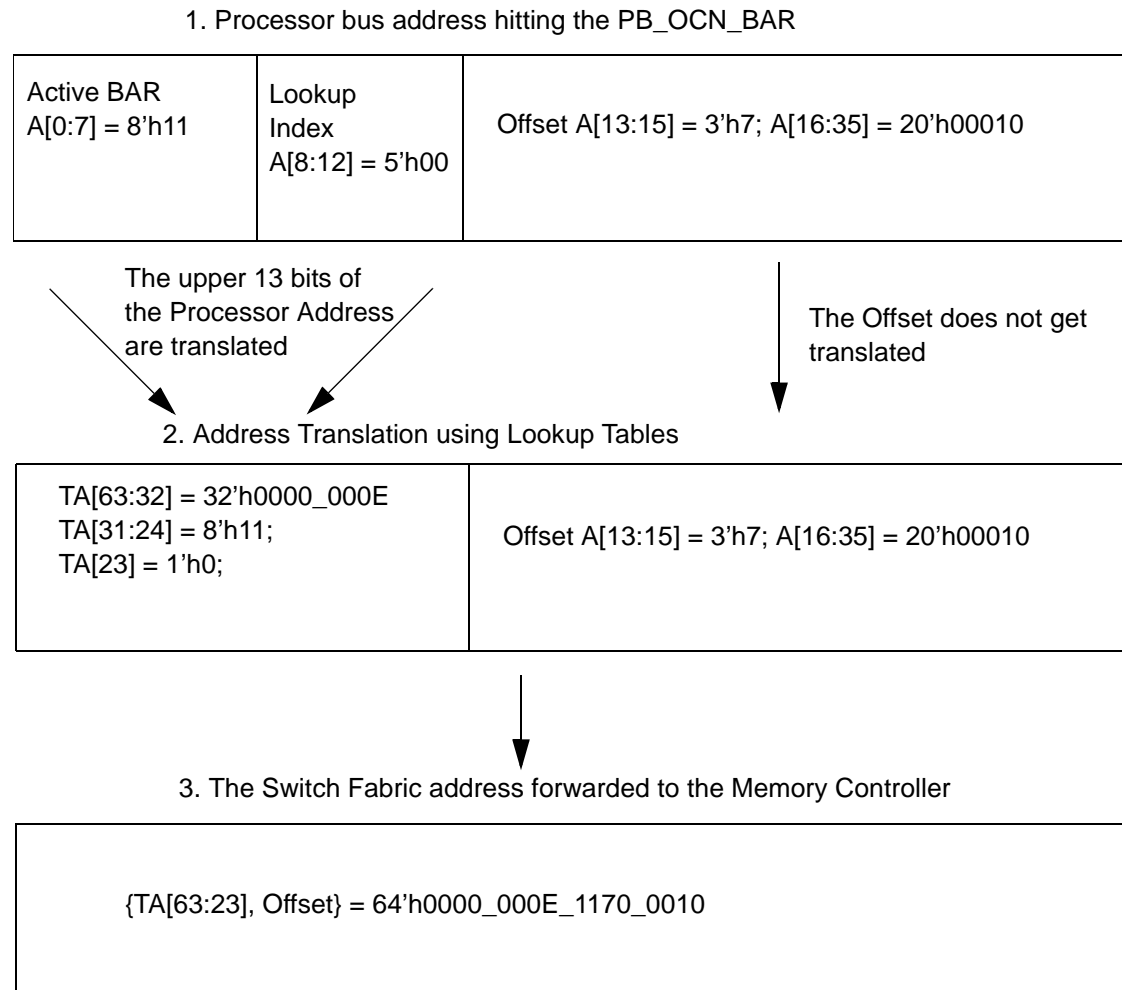 1. Processor bus address hitting the PB_OCN_BAR
Active BAR
A[0:7] = 8’h11
Lookup
Index
A[8:12] = 5’h00
Offset A[13:15] = 3’h7; A[16:35] = 20’h00010
The upper 13 bits of
the Processor Address
are translated
The Offset does not get
translated
2. Address Translation using Lookup Tables
TA[63:32] = 32’h0000_000E
TA[31:24] = 8’h11;
TA[23] = 1’h0;
Offset A[13:15] = 3’h7; A[16:35] = 20’h00010
3. The Switch Fabric address forwarded to the Memory Controller
{TA[63:23], Offset} = 64’h0000_000E_1170_0010